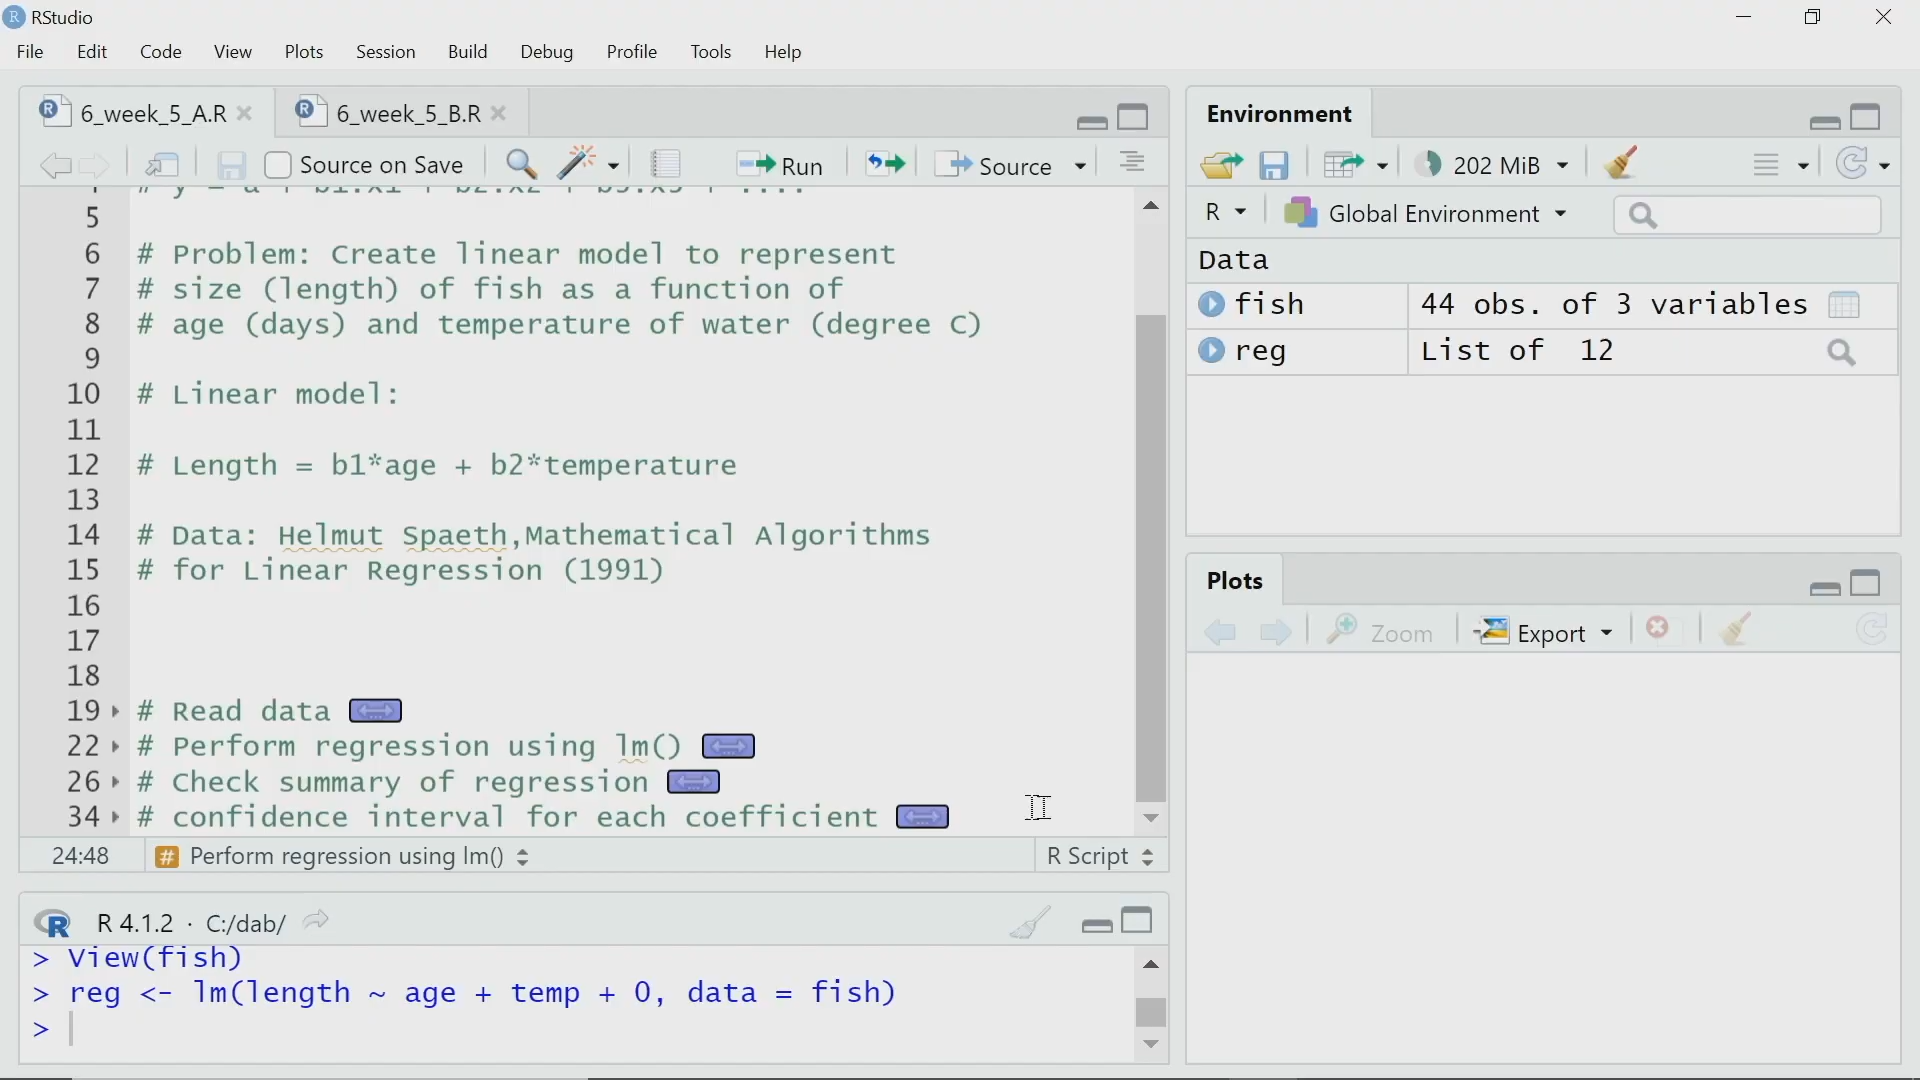 RStudio
File Edit Code View Plots Session Build Debug Profile Tools Help
6_week_5_A.R 6_week_5_B.R
Source on Save Run Source
5
6 # Problem: Create linear model to represent
7 # size (length) of fish as a function of
8 # age (days) and temperature of water (degree C)
9
10 # Linear model:
11
12 # Length = b1*age + b2*temperature
13
14 # Data: Helmut Spaeth,Mathematical Algorithms
15 # for Linear Regression (1991)
16
17
18
19 # Read data
22 # Perform regression using lm()
26 # Check summary of regression
34 # confidence interval for each coefficient
24:48 # Perform regression using lm() R Script
R 4.1.2 · C:/dab/
> View(fish)
> reg <- lm(length ~ age + temp + 0, data = fish)
>
Environment
202 MiB
R Global Environment
Data
fish 44 obs. of 3 variables
reg List of 12
Plots
Zoom Export